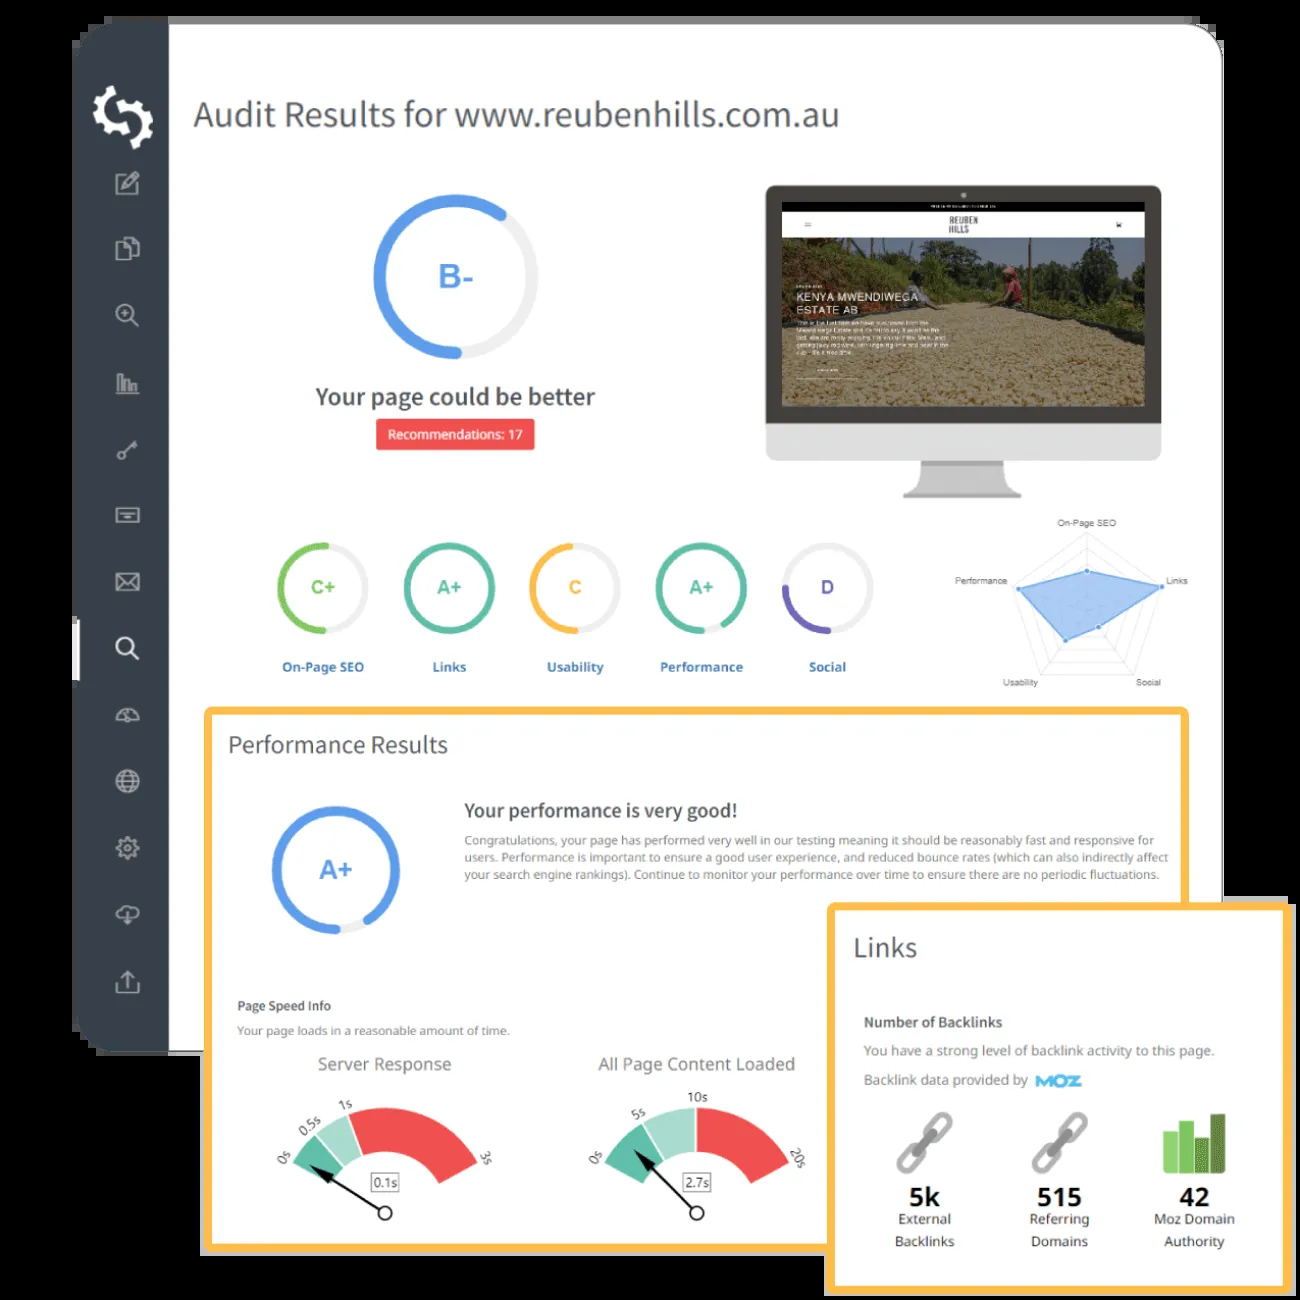 Audit Results for www.reubenhills.com.au
B-
Your page could be better
Recommendations: 17
REUBEN
HILLS
KENYA MWENDIWEGA
ESTATE AB
C+
A+
C
A+
D
On-Page SEO
Links
Usability
Performance
Social
On-Page SEO
Performance
Links
Usability
Social
Performance Results
A+
Your performance is very good!
Congratulations, your page has performed very well in our testing meaning it should be reasonably fast and responsive for
users. Performance is important to ensure a good user experience, and reduced bounce rates (which can also indirectly affect
your search engine rankings). Continue to monitor your performance over time to ensure there are no periodic fluctuations.
Page Speed Info
Your page loads in a reasonable amount of time.
Server Response
0s
0.5s
1s
3s
0.1s
All Page Content Loaded
0s
5s
10s
20s
2.7s
Links
Number of Backlinks
You have a strong level of backlink activity to this page.
Backlink data provided by MOZ
5k
External
Backlinks
515
Referring
Domains
42
Moz Domain
Authority